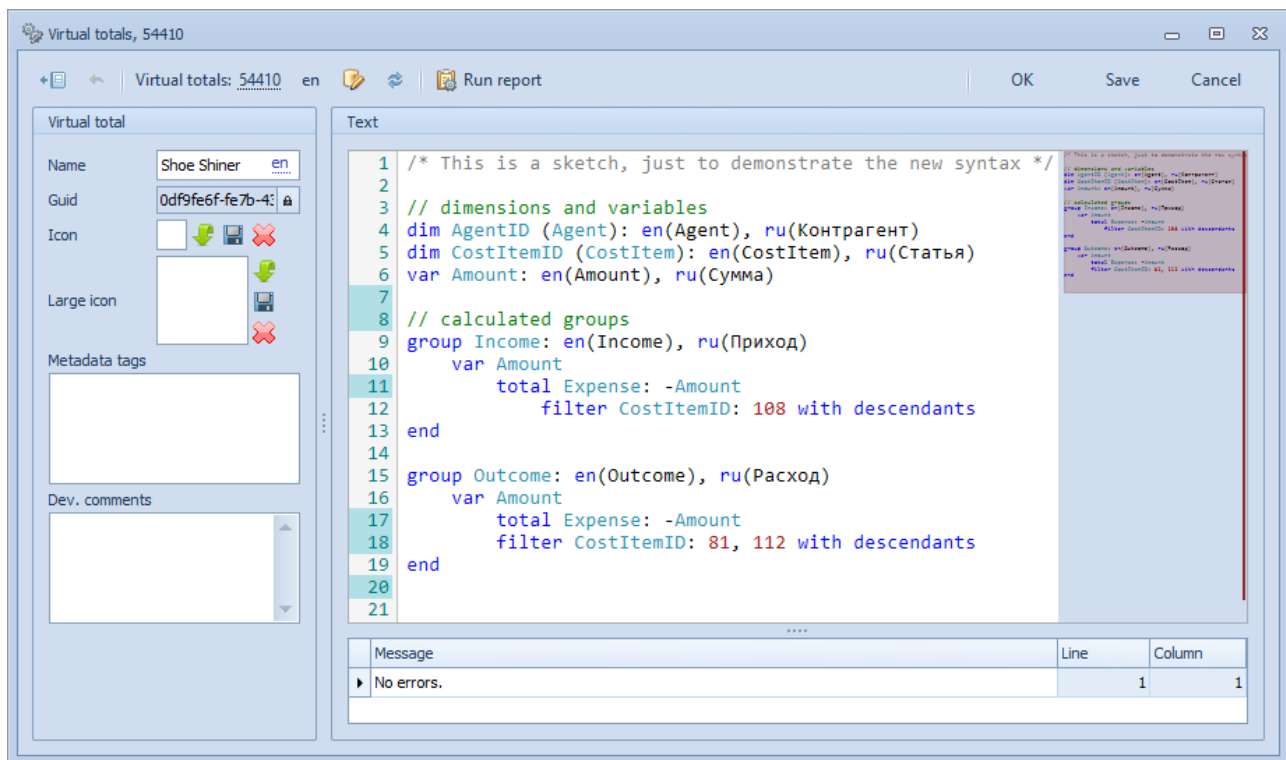 Virtual totals, 54410
Virtual totals: 54410 en Run report OK Save Cancel
Virtual total
Name Shoe Shiner en
Guid 0df9fe6f-fe7b-43
Icon
Large icon
Metadata tags
Dev. comments
Text
1 /* This is a sketch, just to demonstrate the new syntax */
2
3 // dimensions and variables
4 dim AgentID (Agent): en(Agent), ru(Контрагент)
5 dim CostItemID (CostItem): en(CostItem), ru(Статья)
6 var Amount: en(Amount), ru(Сумма)
7
8 // calculated groups
9 group Income: en(Income), ru(Приход)
10 var Amount
11 total Expense: -Amount
12 filter CostItemID: 108 with descendants
13 end
14
15 group Outcome: en(Outcome), ru(Расход)
16 var Amount
17 total Expense: -Amount
18 filter CostItemID: 81, 112 with descendants
19 end
20
21
Message Line Column
No errors. 1 1